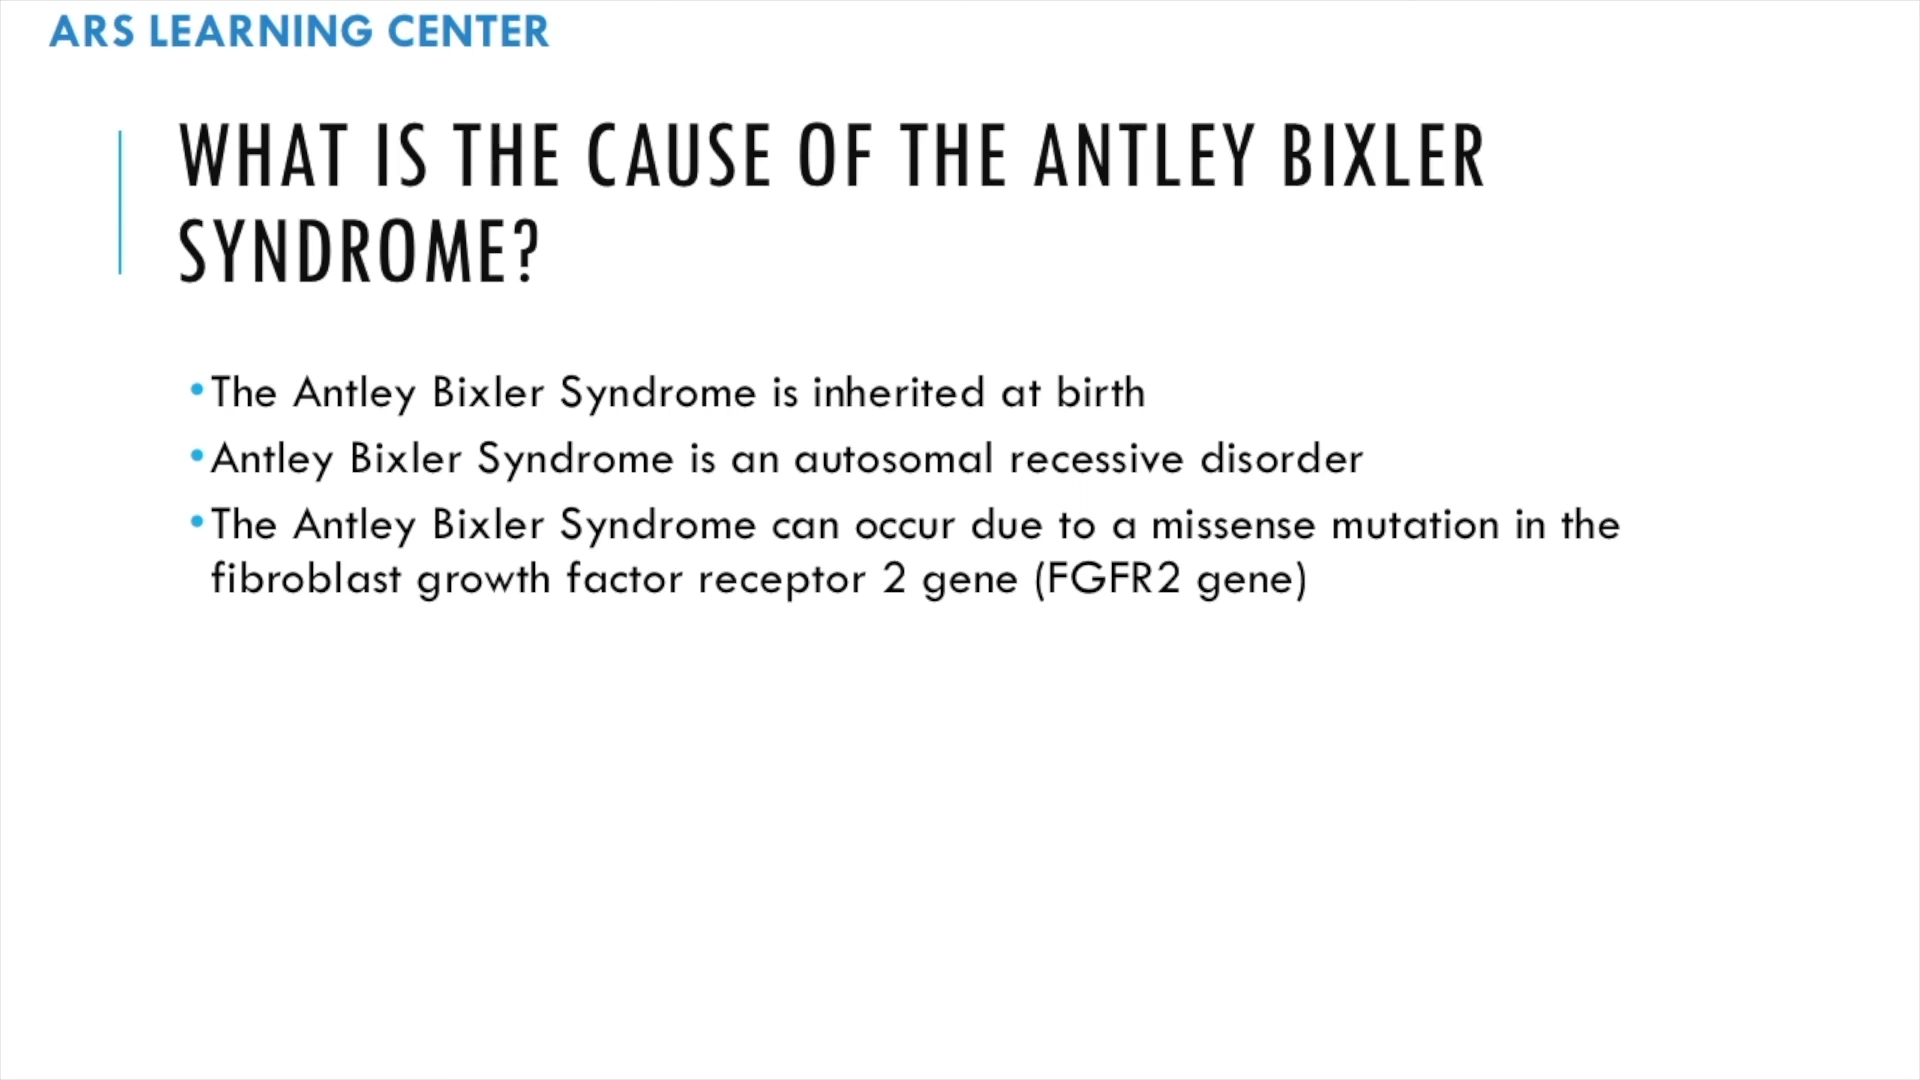 ARS LEARNING CENTER
WHAT IS THE CAUSE OF THE ANTLEY BIXLER
SYNDROME?
•The Antley Bixler Syndrome is inherited at birth
•Antley Bixler Syndrome is an autosomal recessive disorder
•The Antley Bixler Syndrome can occur due to a missense mutation in the
fibroblast growth factor receptor 2 gene (FGFR2 gene)